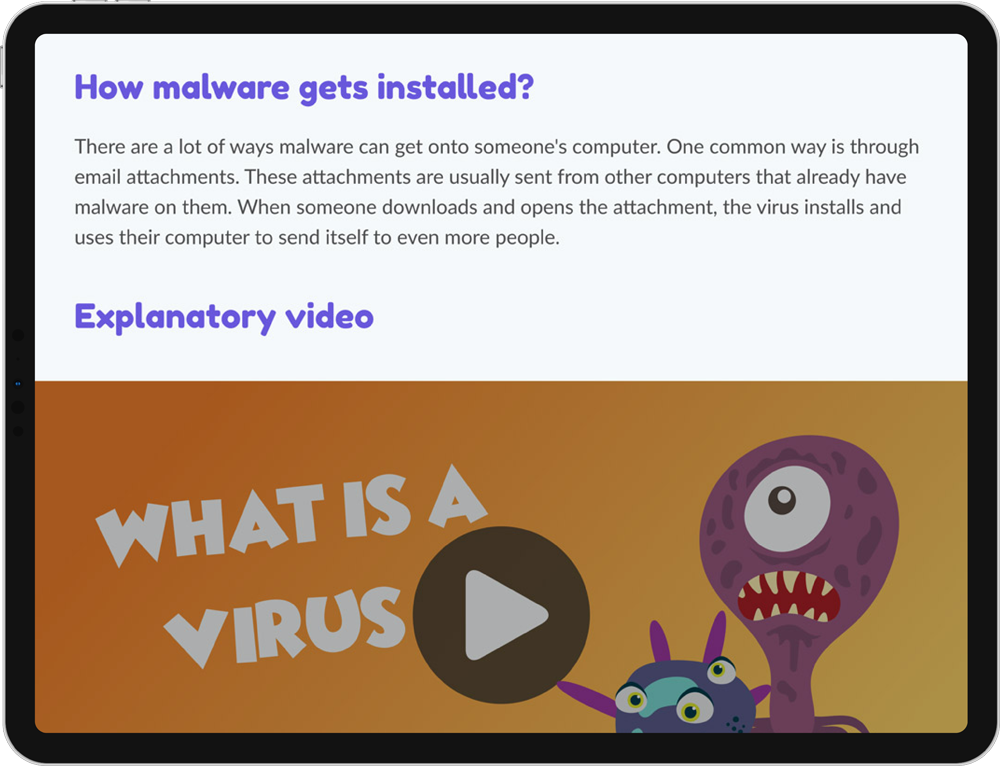 How malware gets installed?
There are a lot of ways malware can get onto someone's computer. One common way is through
email attachments. These attachments are usually sent from other computers that already have
malware on them. When someone downloads and opens the attachment, the virus installs and
uses their computer to send itself to even more people.
Explanatory video
WHAT IS A
VIRUS